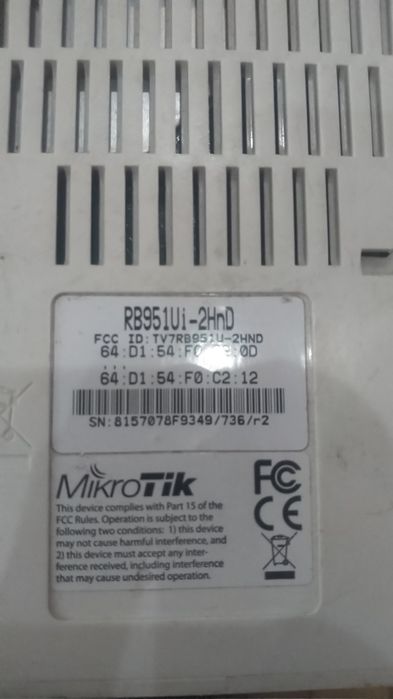 RB951Ui-2HnD
FCC ID:TV7RB951U-2HND
64:D1:54:F0: :0D
...
64:D1:54:F0:C2:12
SN:8157078F9349/736/r2
MikroTik
FC
CE
This device complies with Part 15 of the
FCC Rules. Operation is subject to the
following two conditions: 1) this device
may not cause harmful interference, and
2) this device must accept any inter-
ference received, including interference
that may cause undesired operation.